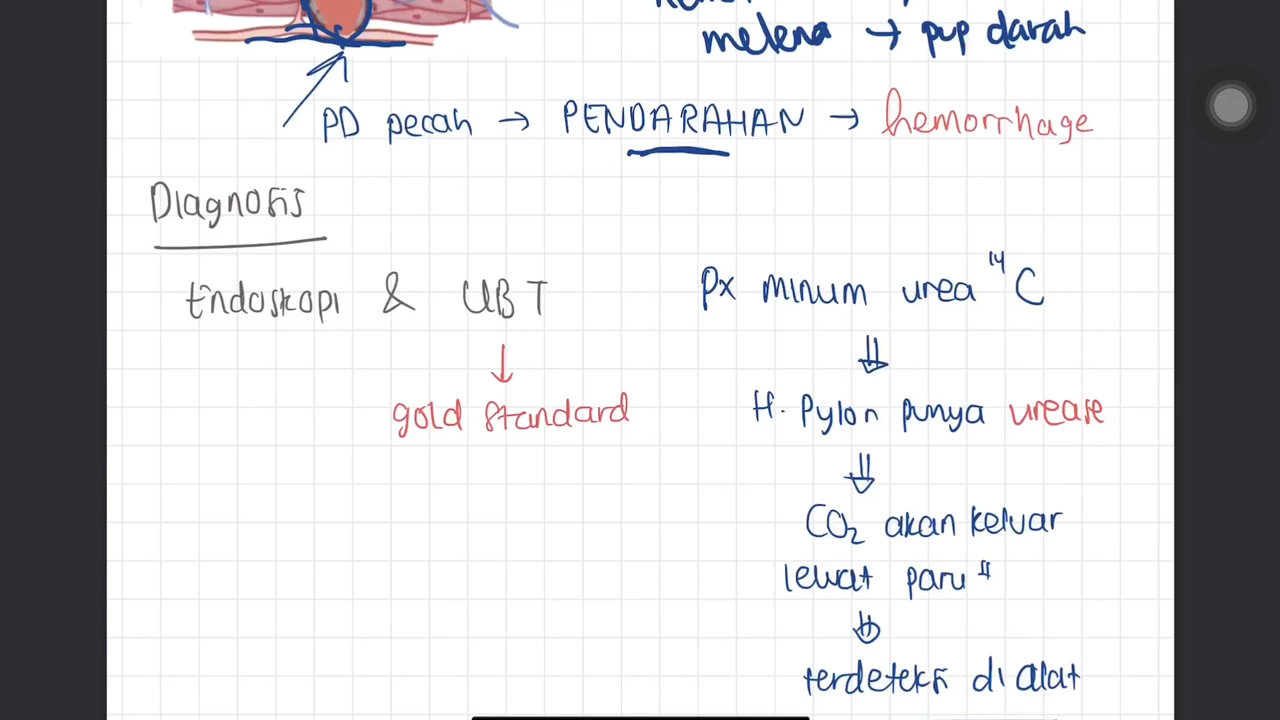 melena → pup darah
PD pecah → PENDARAHAN → hemorrhage
Diagnosis
Endoskopi & UBT
↓
gold standard
Px minum urea ¹⁴C
⇓
H. Pylori punya urease
⇓
CO₂ akan keluar
lewat paru"
⇓
terdeteksi di alat